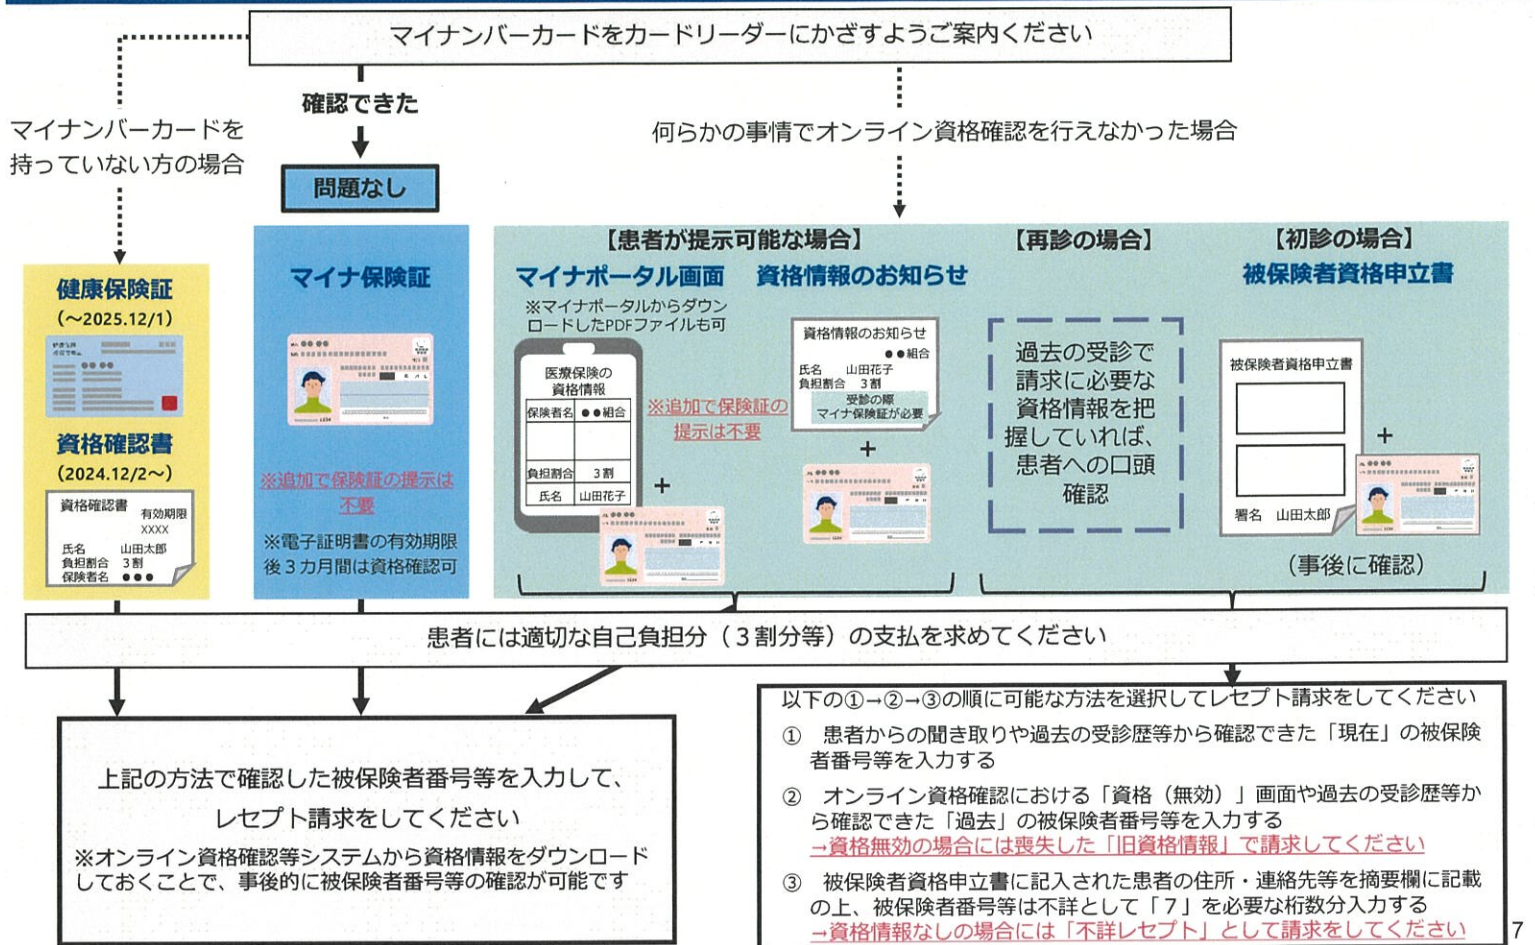 マイナンバーカードをカードリーダーにかざすようご案内ください
マイナンバーカードを
持っていない方の場合
確認できた
問題なし
何らかの事情でオンライン資格確認を行えなかった場合
健康保険証
(～2025.12/1)
資格確認書
(2024.12/2～)
資格確認書
有効期限
XXXX
氏名 山田太郎
負担割合 3割
保険者名 ●●●
マイナ保険証
※追加で保険証の提示は
不要
※電子証明書の有効期限
後３カ月間は資格確認可
【患者が提示可能な場合】
マイナポータル画面
※マイナポータルからダウン
ロードしたPDFファイルも可
医療保険の
資格情報
保険者名 ●●組合
負担割合 3割
氏名 山田花子
+
※追加で保険証の
提示は不要
資格情報のお知らせ
資格情報のお知らせ
●●組合
氏名 山田花子
負担割合 3割
受診の際
マイナ保険証が必要
+
【再診の場合】
過去の受診で
請求に必要な
資格情報を把
握していれば、
患者への口頭
確認
【初診の場合】
被保険者資格申立書
被保険者資格申立書
署名 山田太郎
+
（事後に確認）
患者には適切な自己負担分（３割分等）の支払を求めてください
上記の方法で確認した被保険者番号等を入力して、
レセプト請求をしてください
※オンライン資格確認等システムから資格情報をダウンロード
しておくことで、事後的に被保険者番号等の確認が可能です
以下の①→②→③の順に可能な方法を選択してレセプト請求をしてください
① 患者からの聞き取りや過去の受診歴等から確認できた「現在」の被保険
者番号等を入力する
② オンライン資格確認における「資格（無効）」画面や過去の受診歴等か
ら確認できた「過去」の被保険者番号等を入力する
→資格無効の場合には喪失した「旧資格情報」で請求してください
③ 被保険者資格申立書に記入された患者の住所・連絡先等を摘要欄に記載
の上、被保険者番号等は不詳として「７」を必要な桁数分入力する
→資格情報なしの場合には「不詳レセプト」として請求をしてください
7